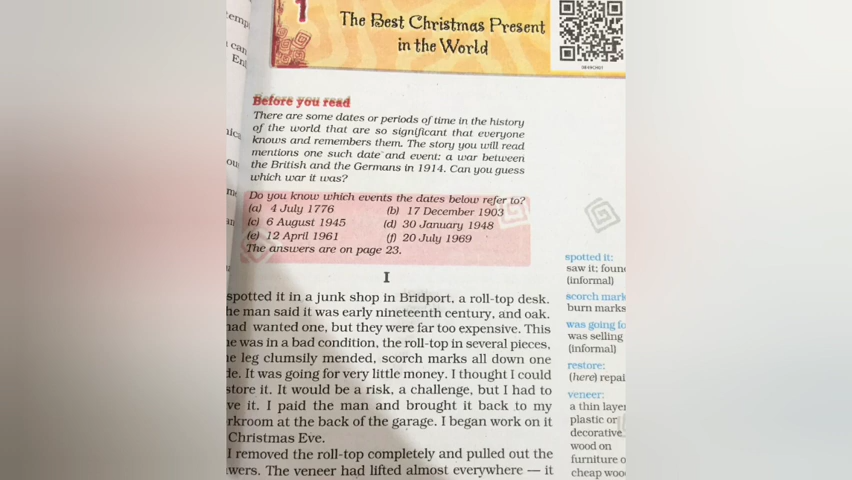 temp
can
1
The Best Christmas Present
in the World
Before you read
There are some dates or periods of time in the history
of the world that are so significant that everyone
knows and remembers them. The story you will read
mentions one such date and event: a war between
the British and the Germans in 1914. Can you guess
which war it was?
Do you know which events the dates below refer to?
(a) 4 July 1776 (b) 17 December 1903
(c) 6 August 1945 (d) 30 January 1948
(e) 12 April 1961 (f) 20 July 1969
The answers are on page 23.
I
spotted it in a junk shop in Bridport, a roll-top desk.
he man said it was early nineteenth century, and oak.
had wanted one, but they were far too expensive. This
e was in a bad condition, the roll-top in several pieces,
e leg clumsily mended, scorch marks all down one
de. It was going for very little money. I thought I could
store it. It would be a risk, a challenge, but I had to
ve it. I paid the man and brought it back to my
rkroom at the back of the garage. I began work on it
Christmas Eve.
I removed the roll-top completely and pulled out the
wers. The veneer had lifted almost everywhere — it
spotted it:
saw it; foun
(informal)
scorch mark
burn marks
was going fo
was selling
(informal)
restore:
(here) repai
veneer:
a thin layer
plastic or
decorative
wood on
furniture o
cheap woo